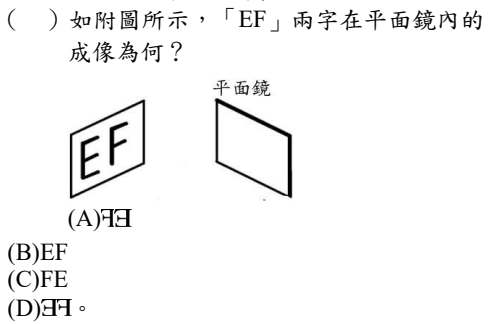 （　）如附圖所示，「EF」兩字在平面鏡內的
成像為何？
平面鏡
EF
(A)ꟻƎ
(B)EF
(C)FE
(D)Ǝꟻ。